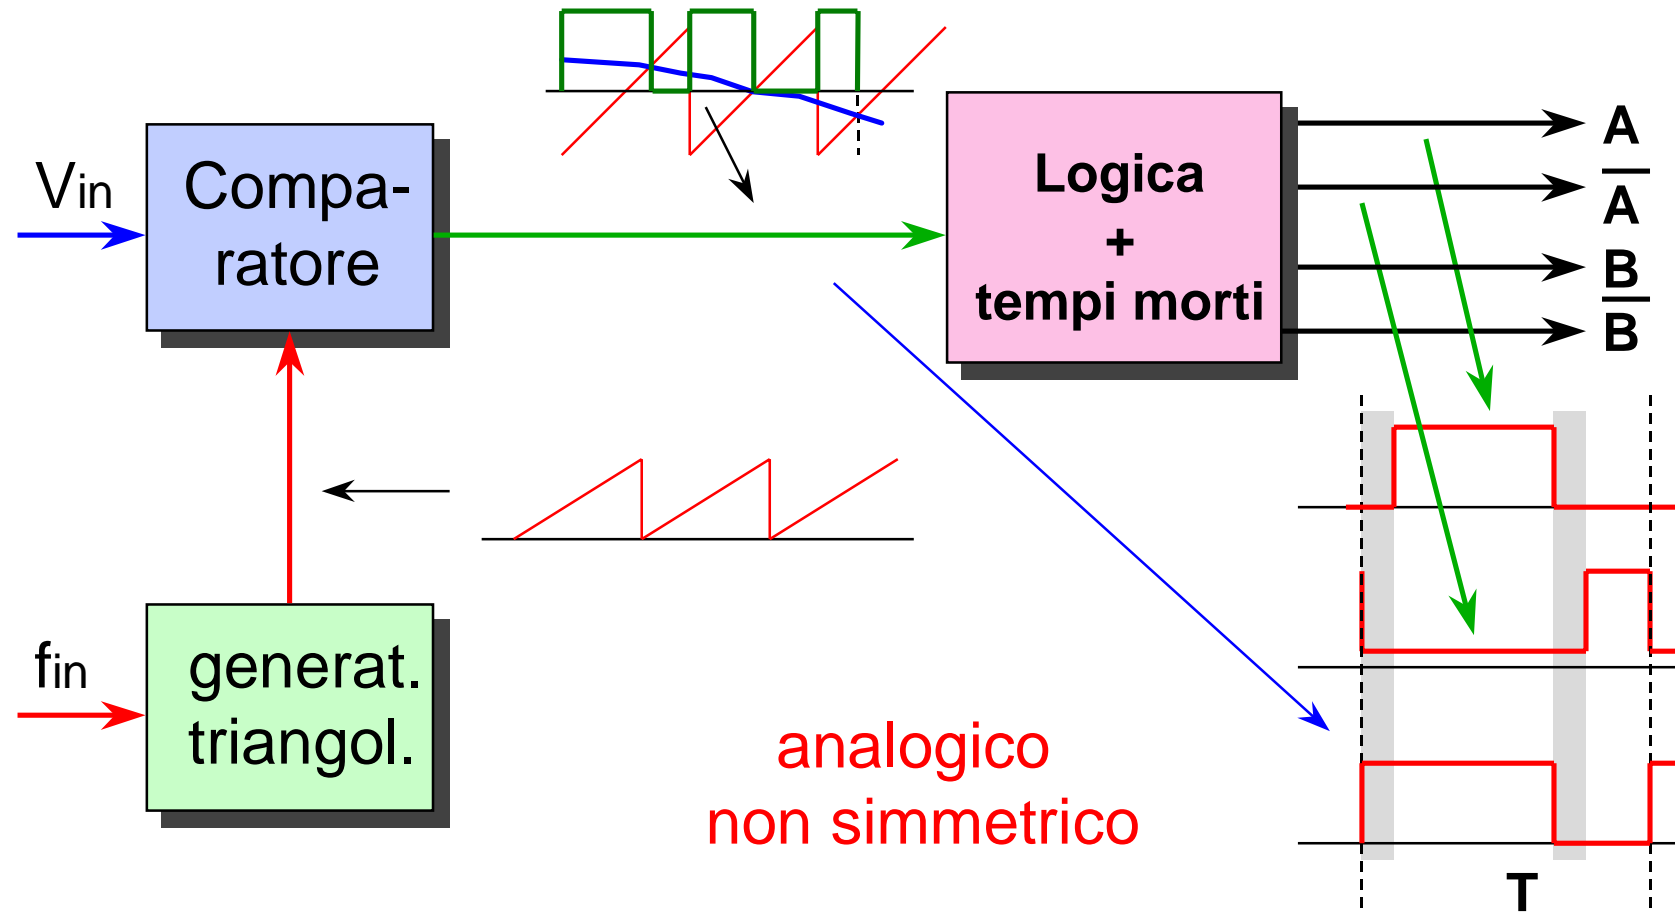 Vin
Compa-
ratore
Logica
+
tempi morti
A
A̅
B
B̅
fin
generat.
triangol.
analogico
non simmetrico
T